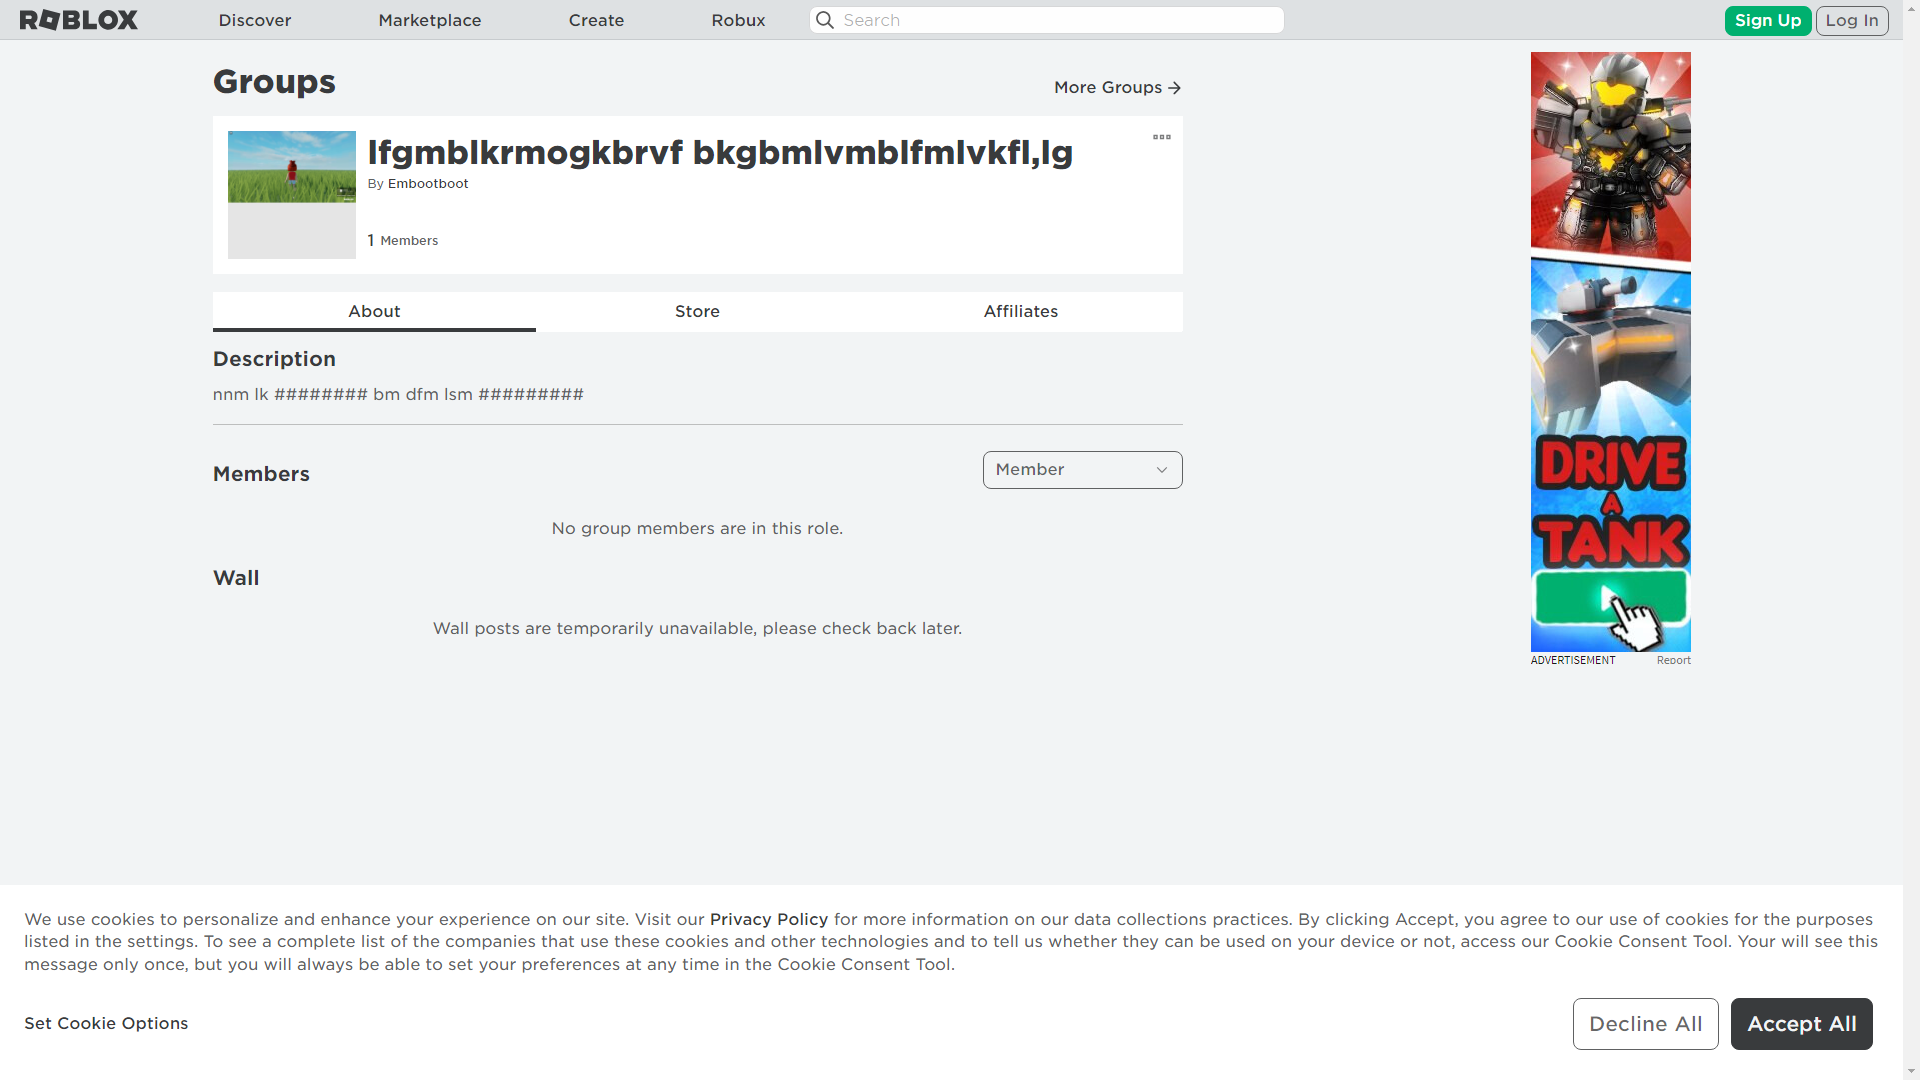 ROBLOX
Discover
Marketplace
Create
Robux
Search
Sign Up
Log In
Groups
More Groups
lfgmblkrmogkbrvf bkgbmlvmblfmlvkfl,lg
By Embootboot
1 Members
About
Store
Affiliates
Description
nnm lk ######## bm dfm lsm #########
Members
Member
No group members are in this role.
Wall
Wall posts are temporarily unavailable, please check back later.
DRIVE
A
TANK
ADVERTISEMENT
Report
We use cookies to personalize and enhance your experience on our site. Visit our Privacy Policy for more information on our data collections practices. By clicking Accept, you agree to our use of cookies for the purposes
listed in the settings. To see a complete list of the companies that use these cookies and other technologies and to tell us whether they can be used on your device or not, access our Cookie Consent Tool. Your will see this
message only once, but you will always be able to set your preferences at any time in the Cookie Consent Tool.
Set Cookie Options
Decline All
Accept All